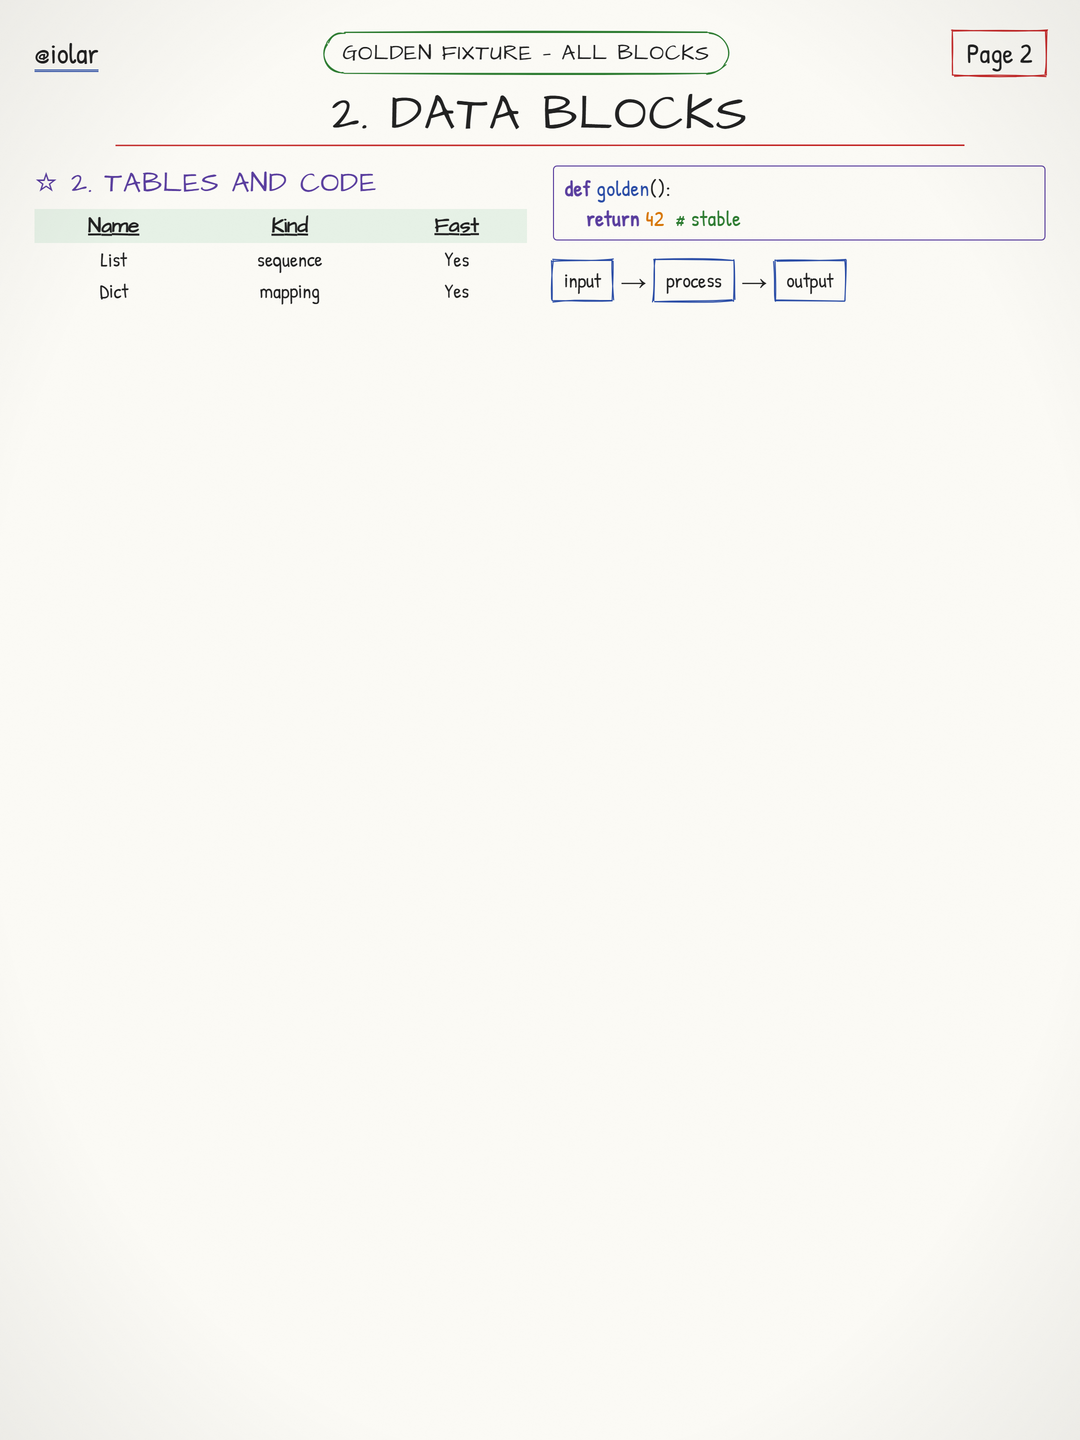 @iolar
GOLDEN FIXTURE - ALL BLOCKS
Page 2
2. DATA BLOCKS
☆ 2. TABLES AND CODE
Name Kind Fast
List sequence Yes
Dict mapping Yes
def golden():
    return 42 # stable
input → process → output